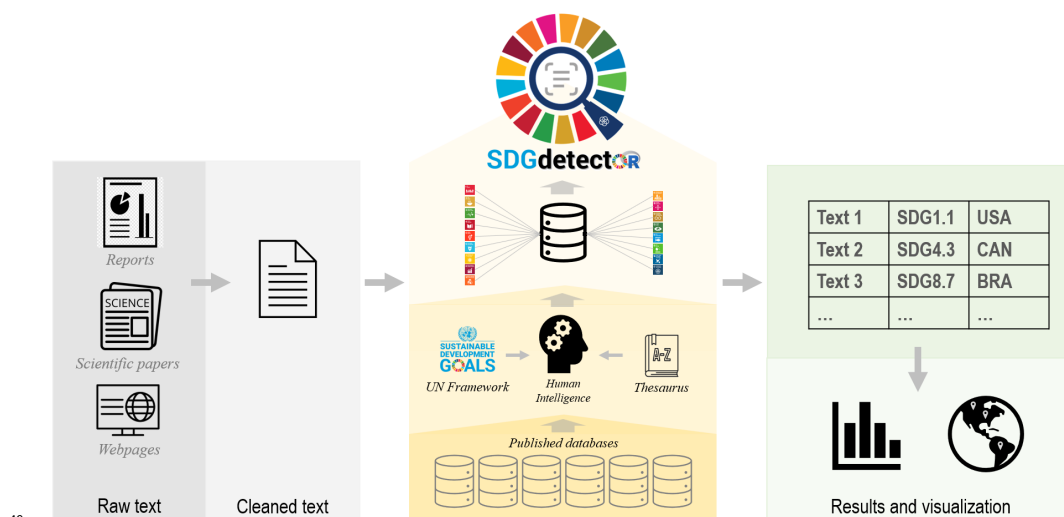 SDGdetectoR
Reports
SCIENCE
Scientific papers
Webpages
Raw text
Cleaned text
SUSTAINABLE
DEVELOPMENT
GOALS
UN Framework
Human
Intelligence
A-Z
Thesaurus
Published databases
Text 1 SDG1.1 USA
Text 2 SDG4.3 CAN
Text 3 SDG8.7 BRA
... ... ...
Results and visualization